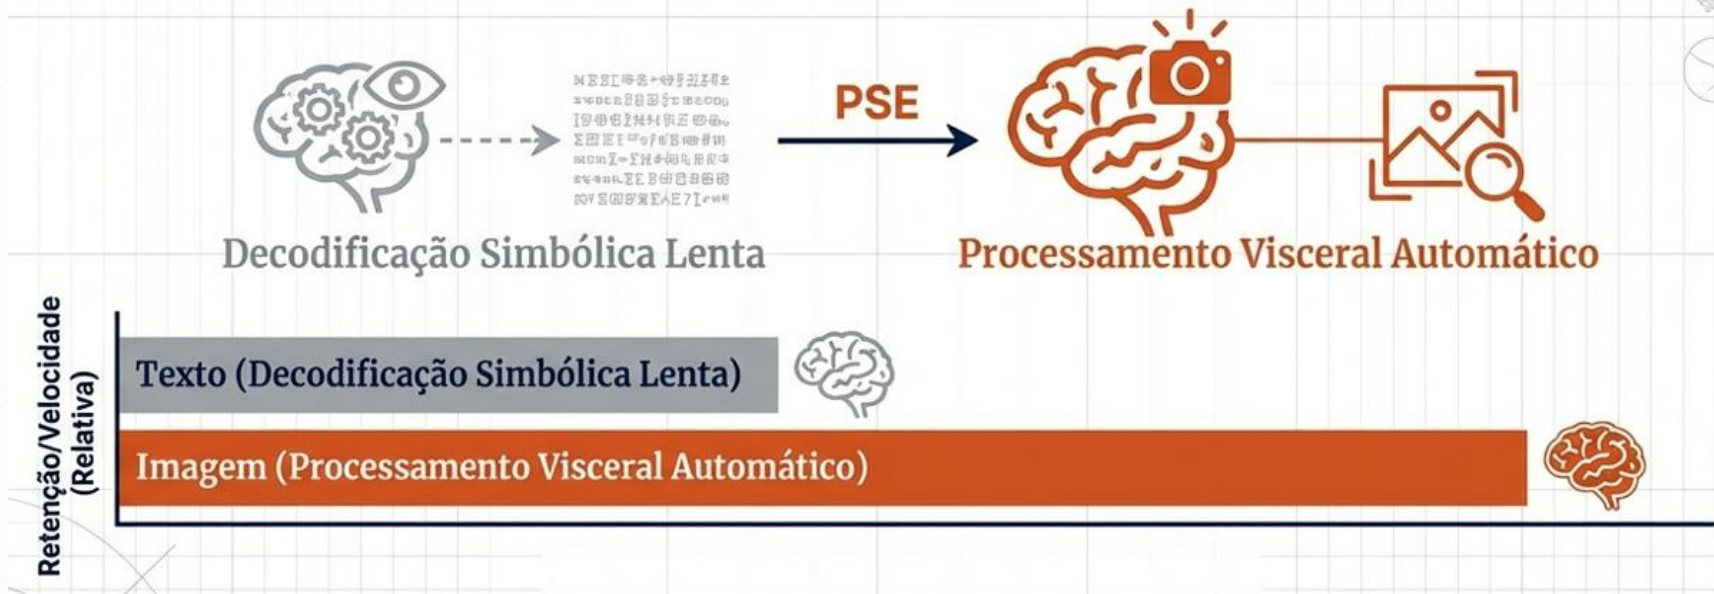 PSE
Decodificação Simbólica Lenta
Processamento Visceral Automático
Retenção/Velocidade
(Relativa)
Texto (Decodificação Simbólica Lenta)
Imagem (Processamento Visceral Automático)